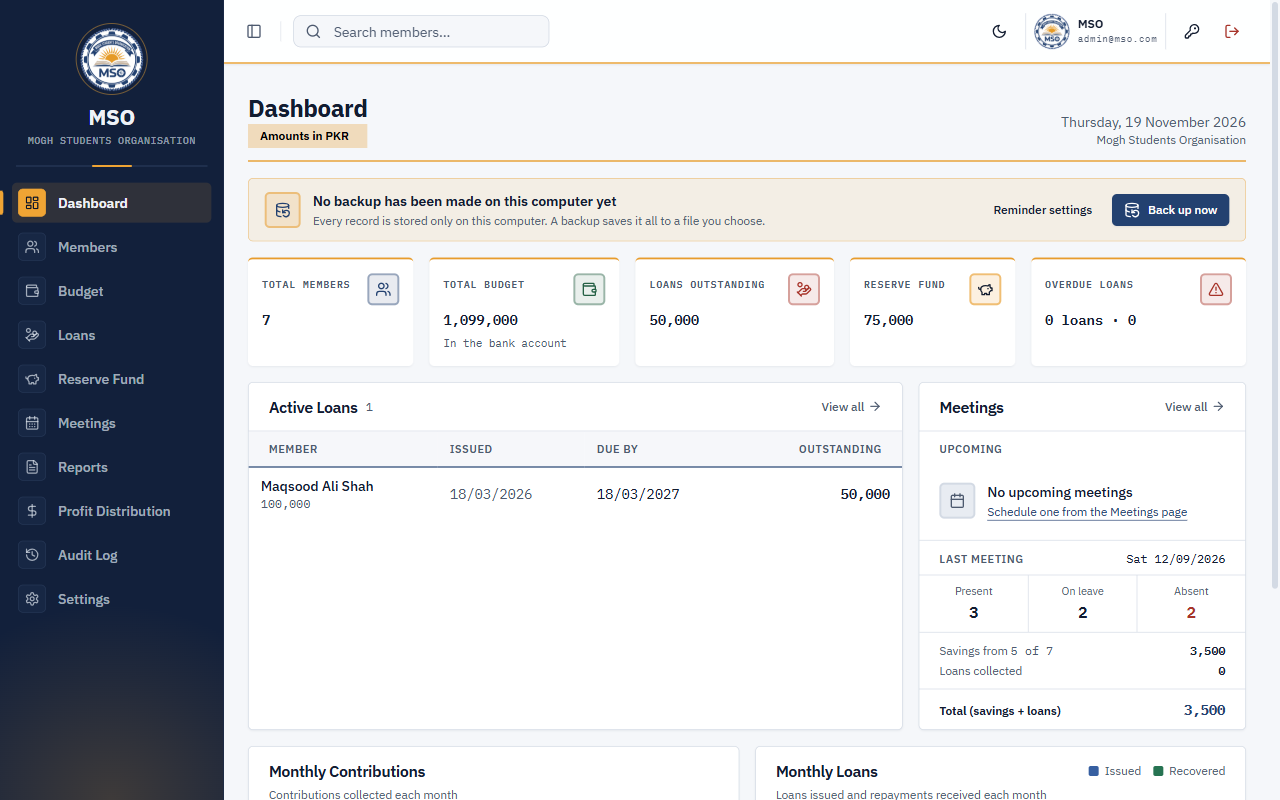 MSO
MOGH STUDENTS ORGANISATION
Dashboard
Members
Budget
Loans
Reserve Fund
Meetings
Reports
Profit Distribution
Audit Log
Settings
Search members...
MSO
admin@mso.com
Dashboard
Amounts in PKR
Thursday, 19 November 2026
Mogh Students Organisation
No backup has been made on this computer yet
Every record is stored only on this computer. A backup saves it all to a file you choose.
Reminder settings
Back up now
TOTAL MEMBERS
7
TOTAL BUDGET
1,099,000
In the bank account
LOANS OUTSTANDING
50,000
RESERVE FUND
75,000
OVERDUE LOANS
0 loans · 0
Active Loans 1
View all
MEMBER ISSUED DUE BY OUTSTANDING
Maqsood Ali Shah
100,000
18/03/2026 18/03/2027 50,000
Meetings
View all
UPCOMING
No upcoming meetings
Schedule one from the Meetings page
LAST MEETING Sat 12/09/2026
Present On leave Absent
3 2 2
Savings from 5 of 7 3,500
Loans collected 0
Total (savings + loans) 3,500
Monthly Contributions
Contributions collected each month
Monthly Loans
Issued Recovered
Loans issued and repayments received each month